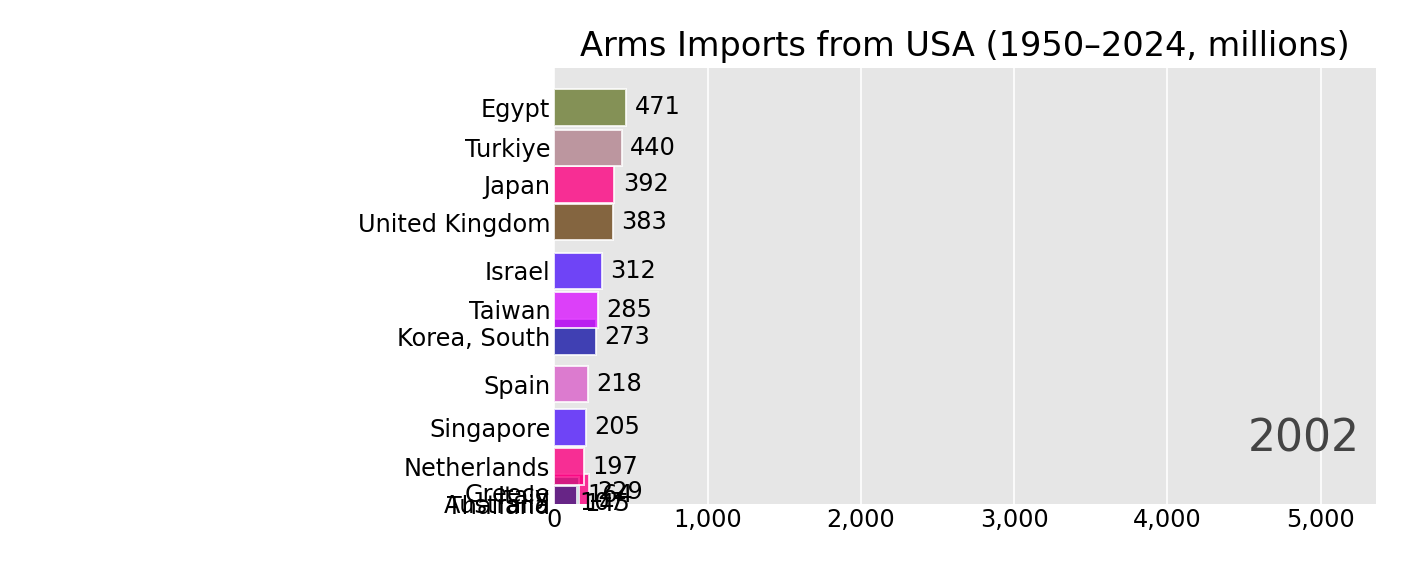 Arms Imports from USA (1950–2024, millions)
Egypt 471
Turkiye 440
Japan 392
United Kingdom 383
Israel 312
Taiwan 285
Korea, South 273
Spain 218
Singapore 205
2002
Netherlands 197
Greece 229
0 1,000 2,000 3,000 4,000 5,000